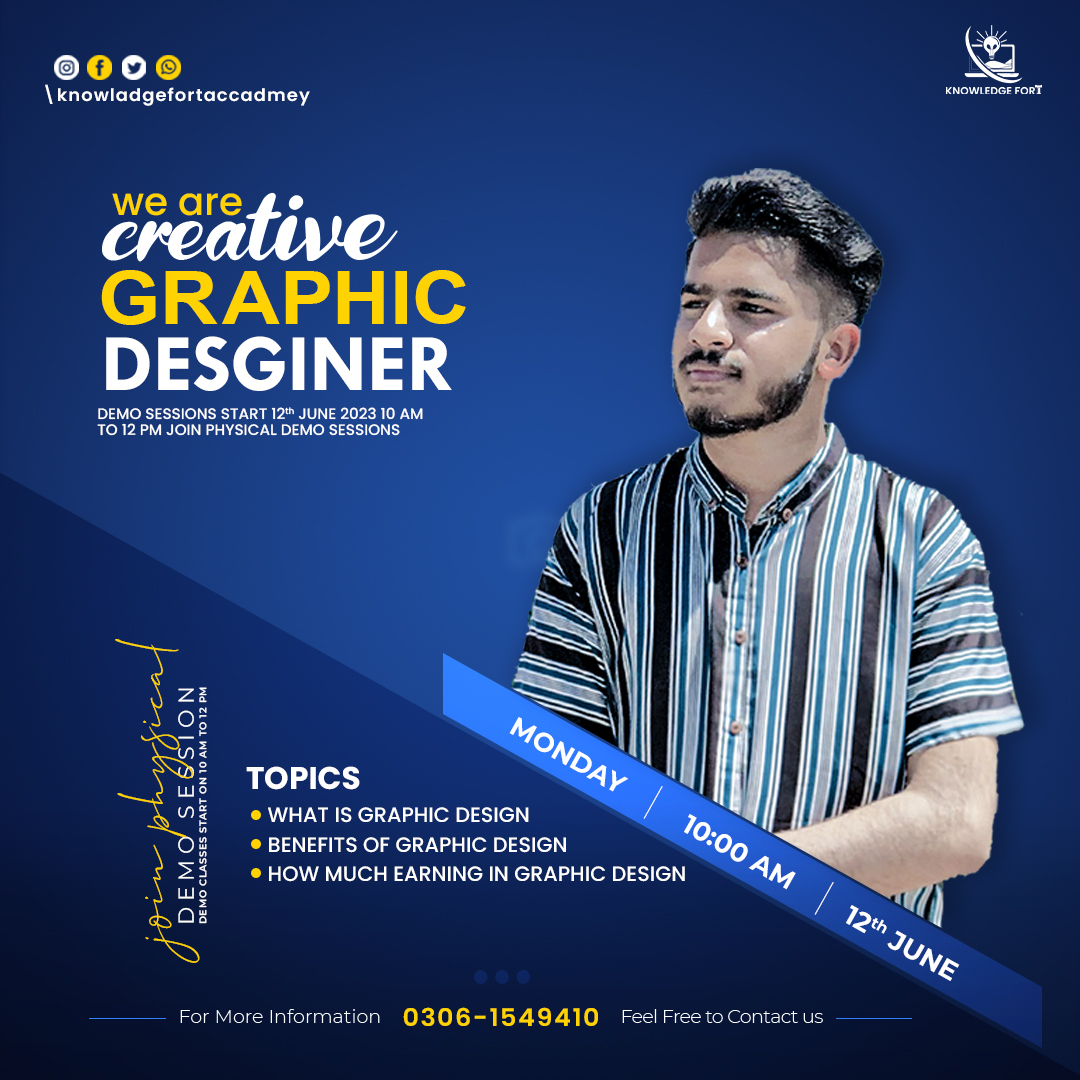 \knowladgefortaccadmey
KNOWLEDGE FORT
we are
creative
GRAPHIC
DESGINER
DEMO SESSIONS START 12th JUNE 2023 10 AM
TO 12 PM JOIN PHYSICAL DEMO SESSIONS
join physical
DEMO SESSION
DEMO CLASSES START ON 10 AM TO 12 PM
TOPICS
WHAT IS GRAPHIC DESIGN
BENEFITS OF GRAPHIC DESIGN
HOW MUCH EARNING IN GRAPHIC DESIGN
MONDAY
10:00 AM
12th JUNE
For More Information 0306-1549410 Feel Free to Contact us